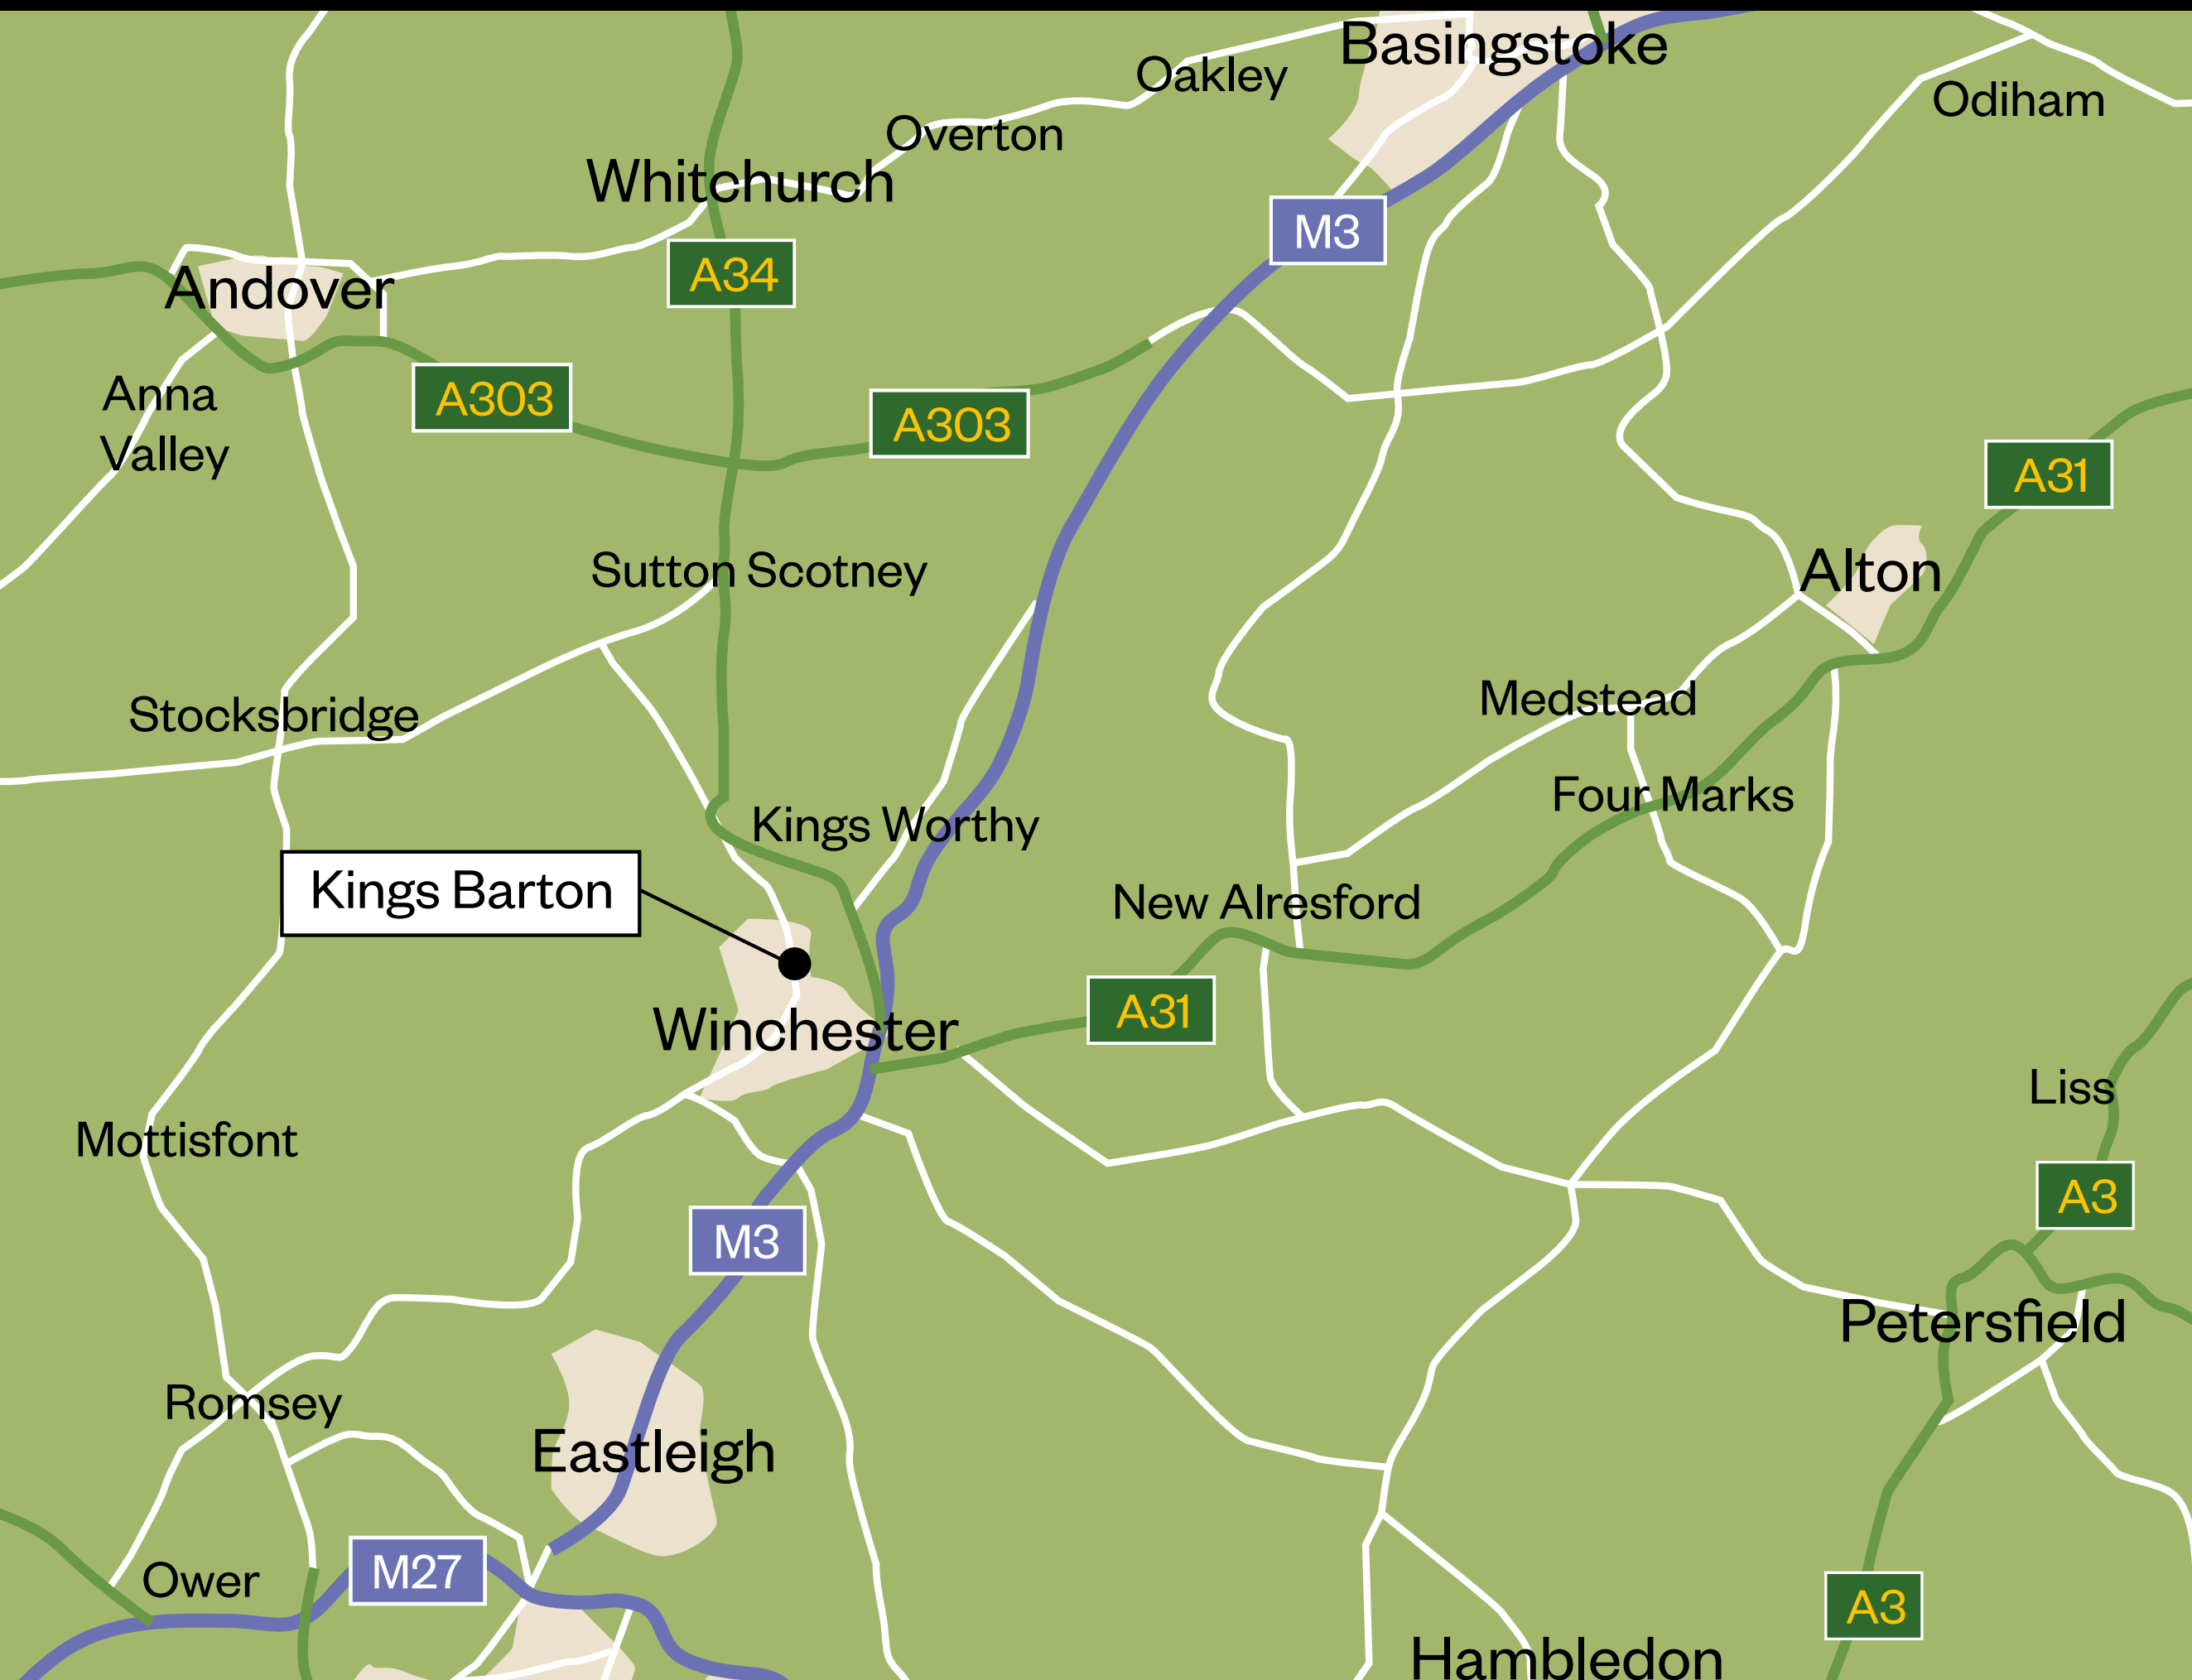 Basingstoke
Oakley
Odiham
Overton
Whitchurch
M3
A34
Andover
Anna
Valley
A303
A303
A31
Sutton Scotney
Alton
Medstead
Stocksbridge
Four Marks
Kings Worthy
Kings Barton
New Alresford
A31
Winchester
Liss
Mottisfont
A3
M3
Petersfield
Romsey
Eastleigh
M27
Ower
A3
Hambledon